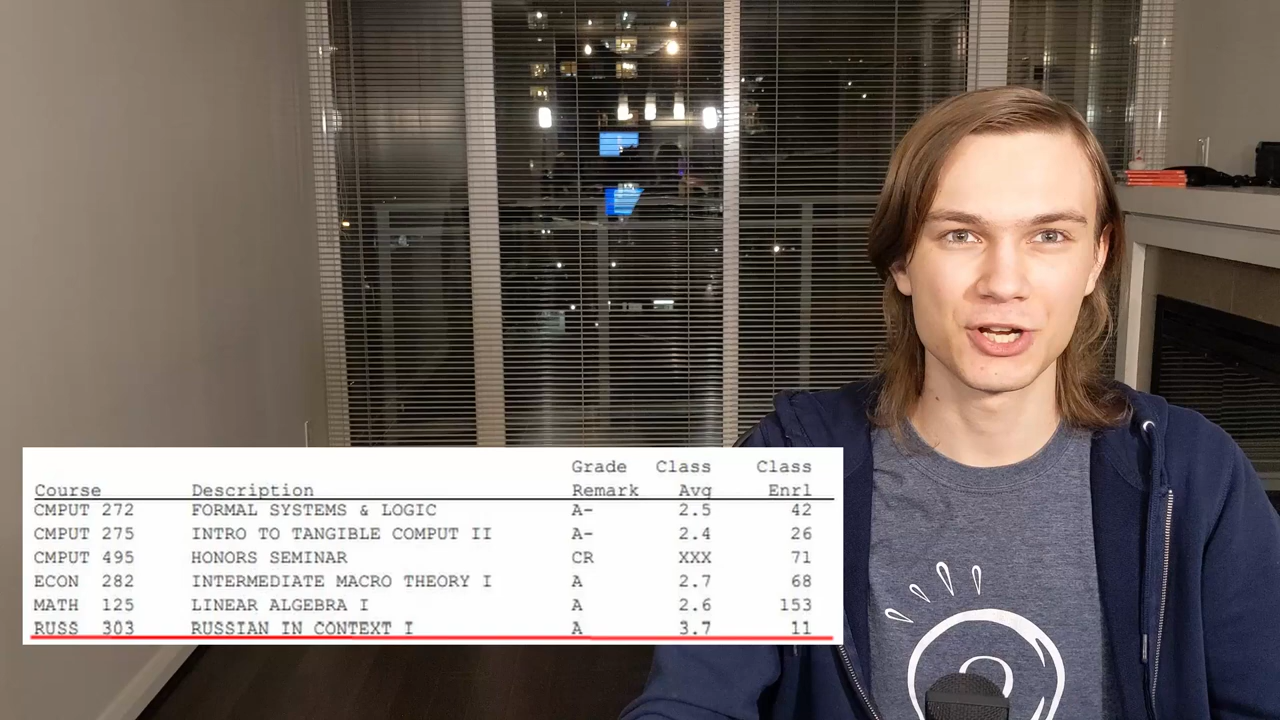 Grade Class Class
Course Description Remark Avg Enrl
CMPUT 272 FORMAL SYSTEMS & LOGIC A- 2.5 42
CMPUT 275 INTRO TO TANGIBLE COMPUT II A- 2.4 26
CMPUT 495 HONORS SEMINAR CR XXX 71
ECON 282 INTERMEDIATE MACRO THEORY I A 2.7 68
MATH 125 LINEAR ALGEBRA I A 2.6 153
RUSS 303 RUSSIAN IN CONTEXT I A 3.7 11